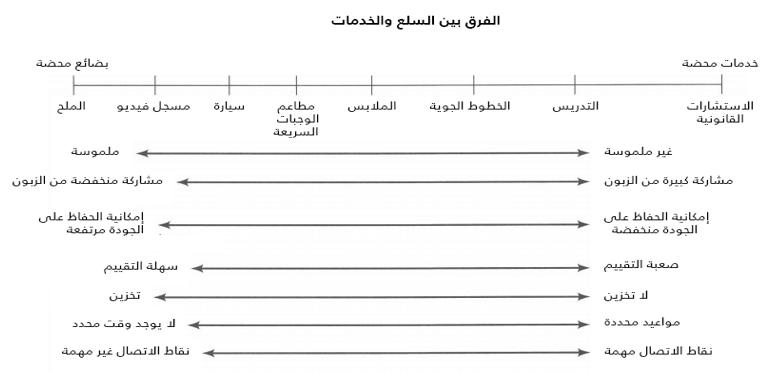 الفرق بين السلع والخدمات
خدمات محضة
بضائع محضة
الاستشارات
القانونية
التدريس
الخطوط الجوية
الملابس
مطاعم
الوجبات
السريعة
سيارة
مسجل فيديو
الملح
غير ملموسة
ملموسة
مشاركة كبيرة من الزبون
مشاركة منخفضة من الزبون
إمكانية الحفاظ على
الجودة منخفضة
إمكانية الحفاظ على
الجودة مرتفعة
صعبة التقييم
سهلة التقييم
لا تخزين
تخزين
مواعيد محددة
لا يوجد وقت محدد
نقاط الاتصال مهمة
نقاط الاتصال غير مهمة